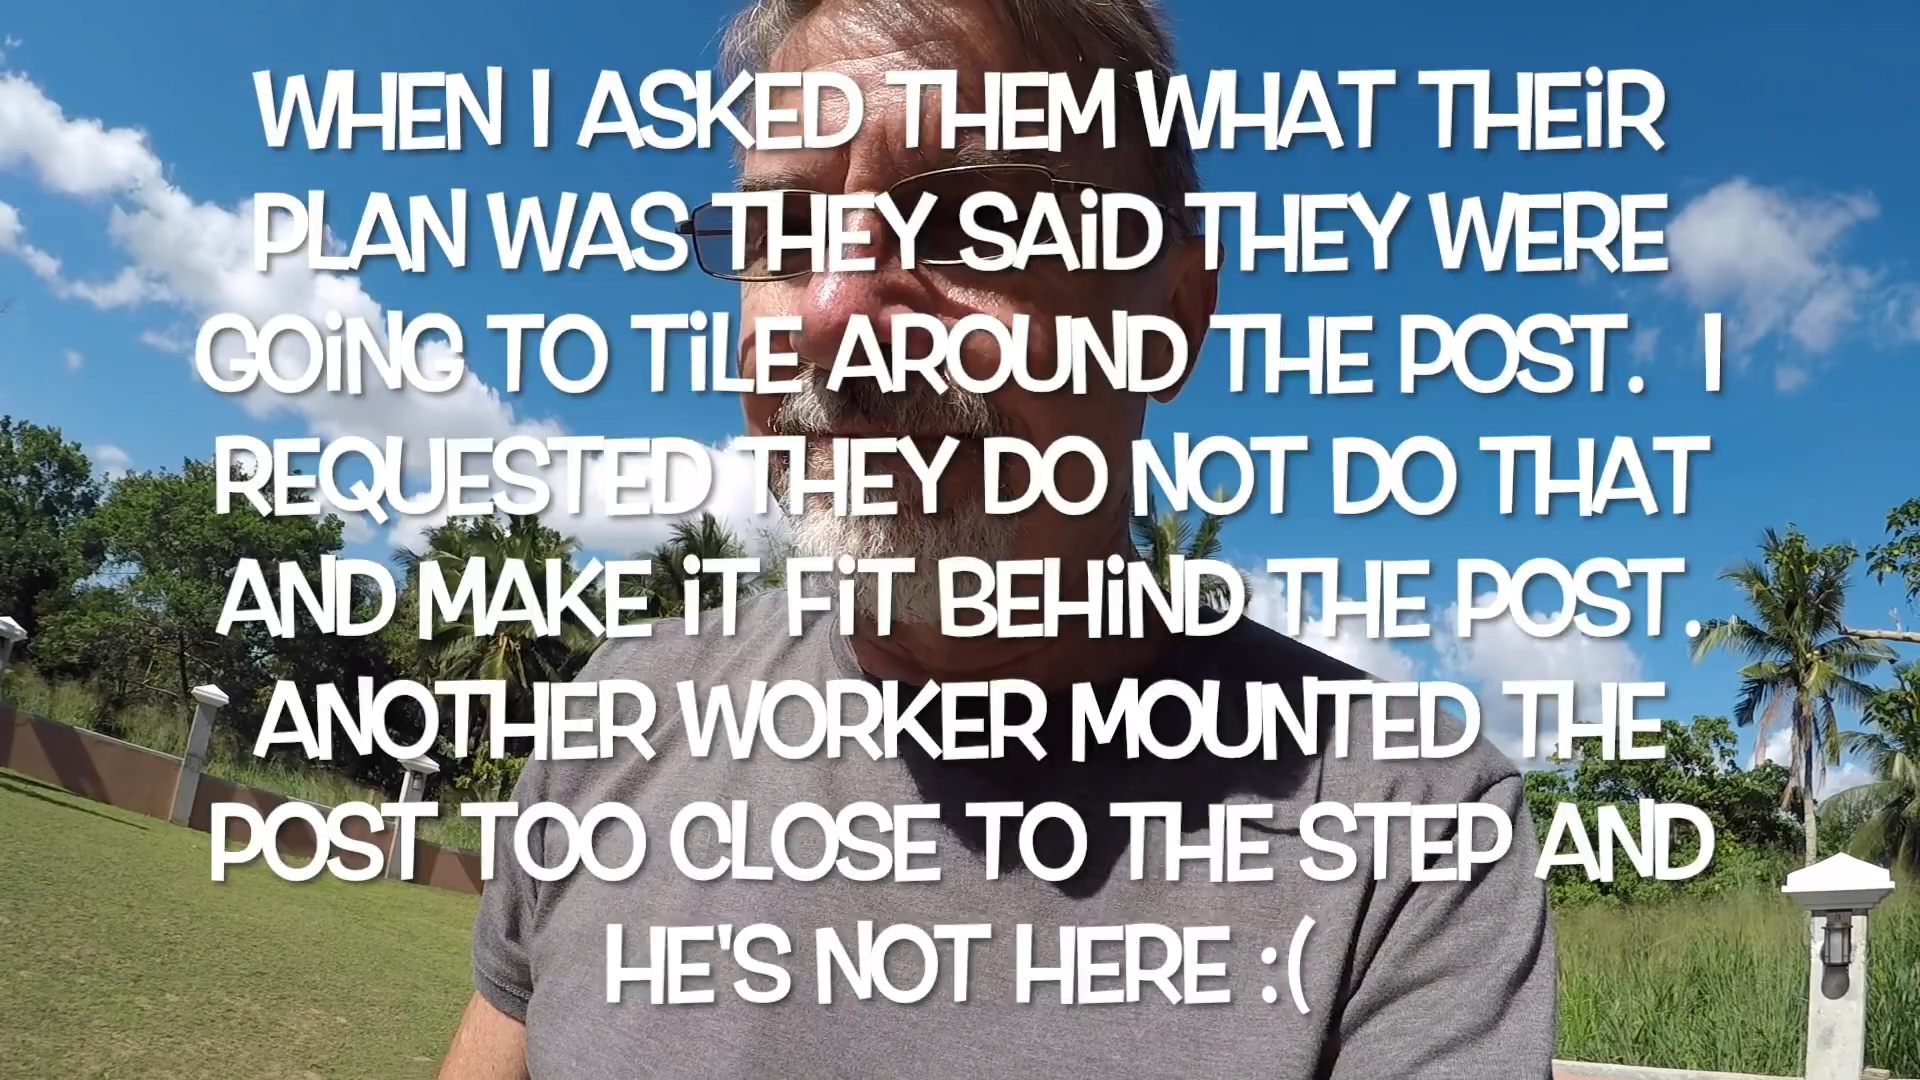 WHEN I ASKED THEM WHAT THEiR
PLAN WAS THEY SAiD THEY WERE
GOiNG TO TiLE AROUND THE POST.  I
REQUESTED THEY DO NOT DO THAT
AND MAKE iT FiT BEHiND THE POST.
ANOTHER WORKER MOUNTED THE
POST TOO CLOSE TO THE STEP AND
HE'S NOT HERE :(